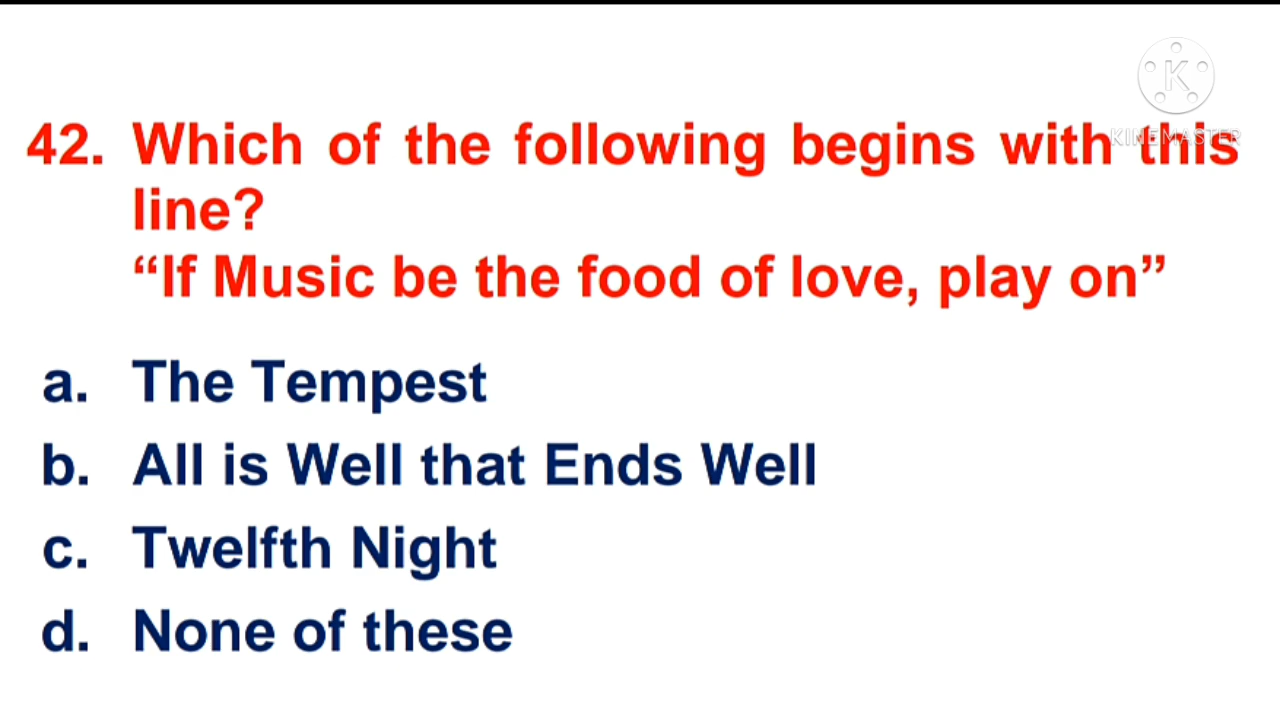 K
KINEMASTER
42. Which of the following begins with this
line?
“If Music be the food of love, play on”
a. The Tempest
b. All is Well that Ends Well
c. Twelfth Night
d. None of these